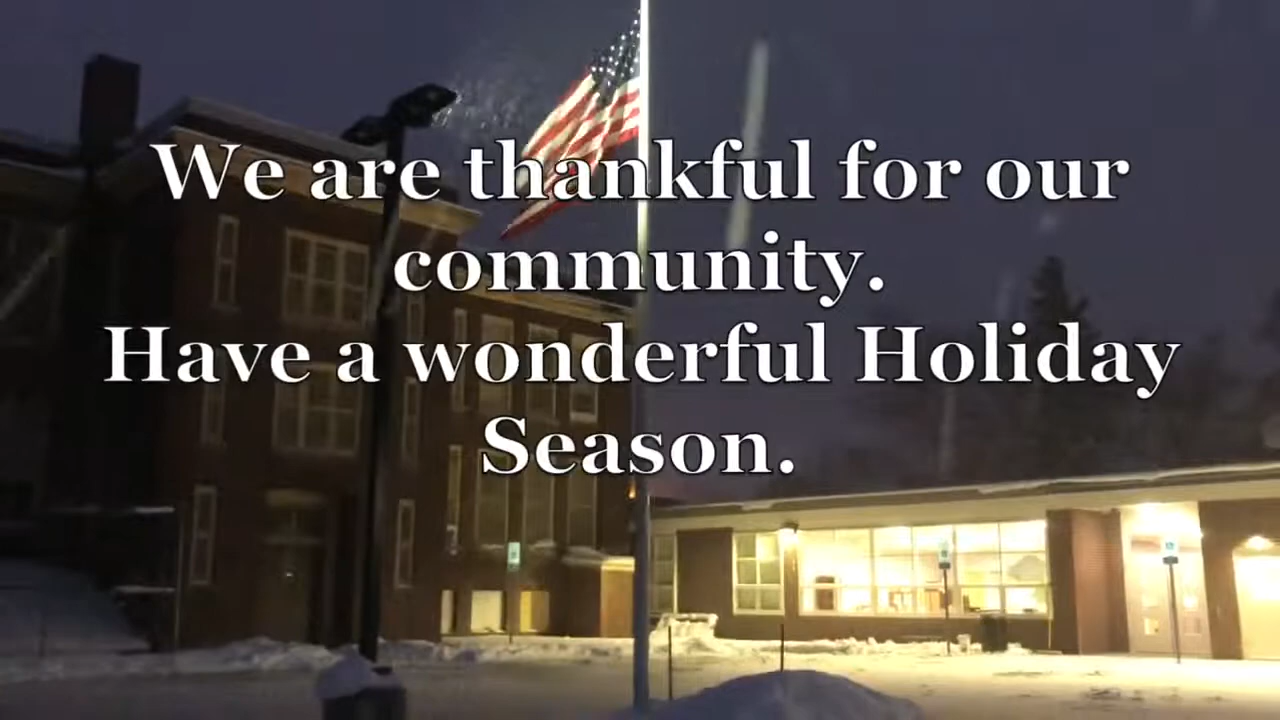 We are thankful for our
community.
Have a wonderful Holiday
Season.